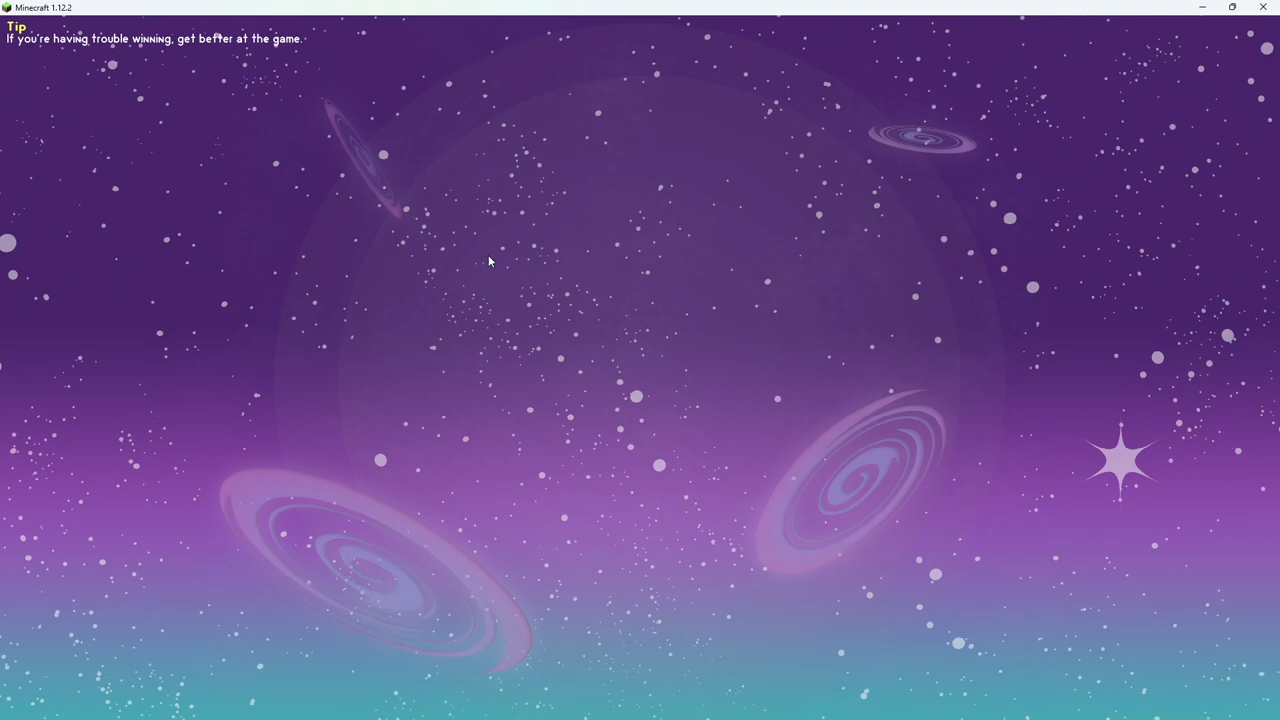 Minecraft 1.12.2
Tip
If you're having trouble winning, get better at the game.